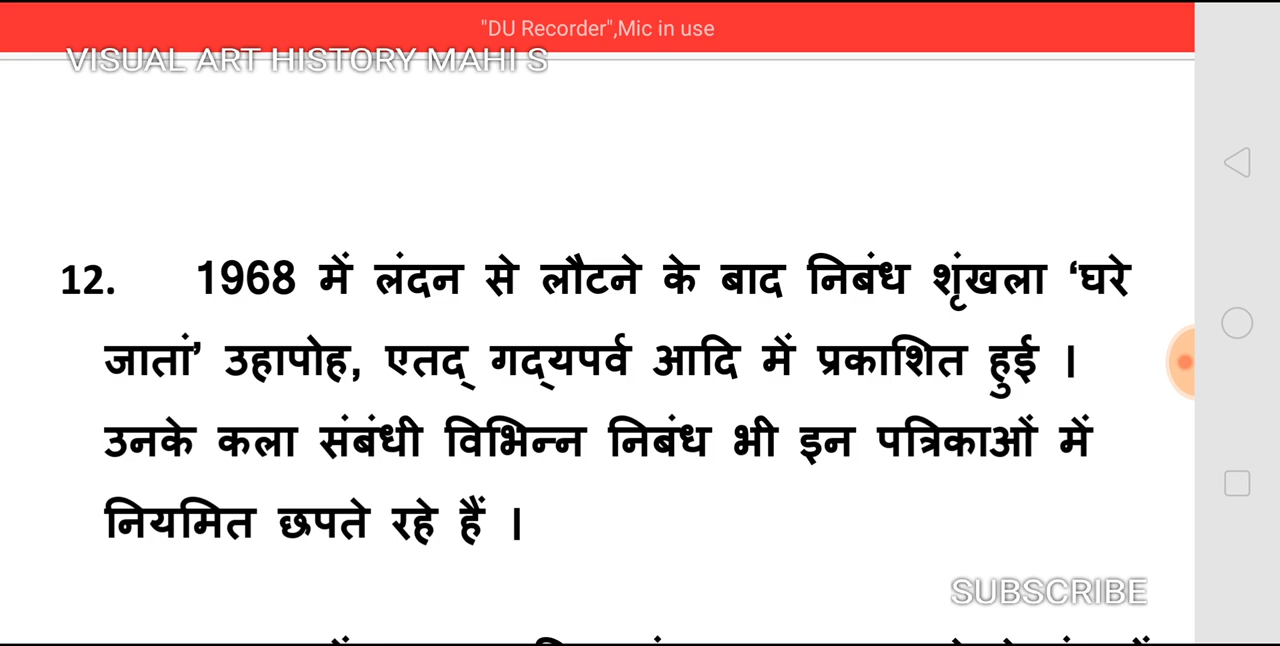 "DU Recorder",Mic in use
VISUAL ART HISTORY MAHI S
12. 1968 में लंदन से लौटने के बाद निबंध शृंखला ‘घरे
जातां’ उहापोह, एतद् गद्यपर्व आदि में प्रकाशित हुई ।
उनके कला संबंधी विभिन्न निबंध भी इन पत्रिकाओं में
नियमित छपते रहे हैं ।
SUBSCRIBE